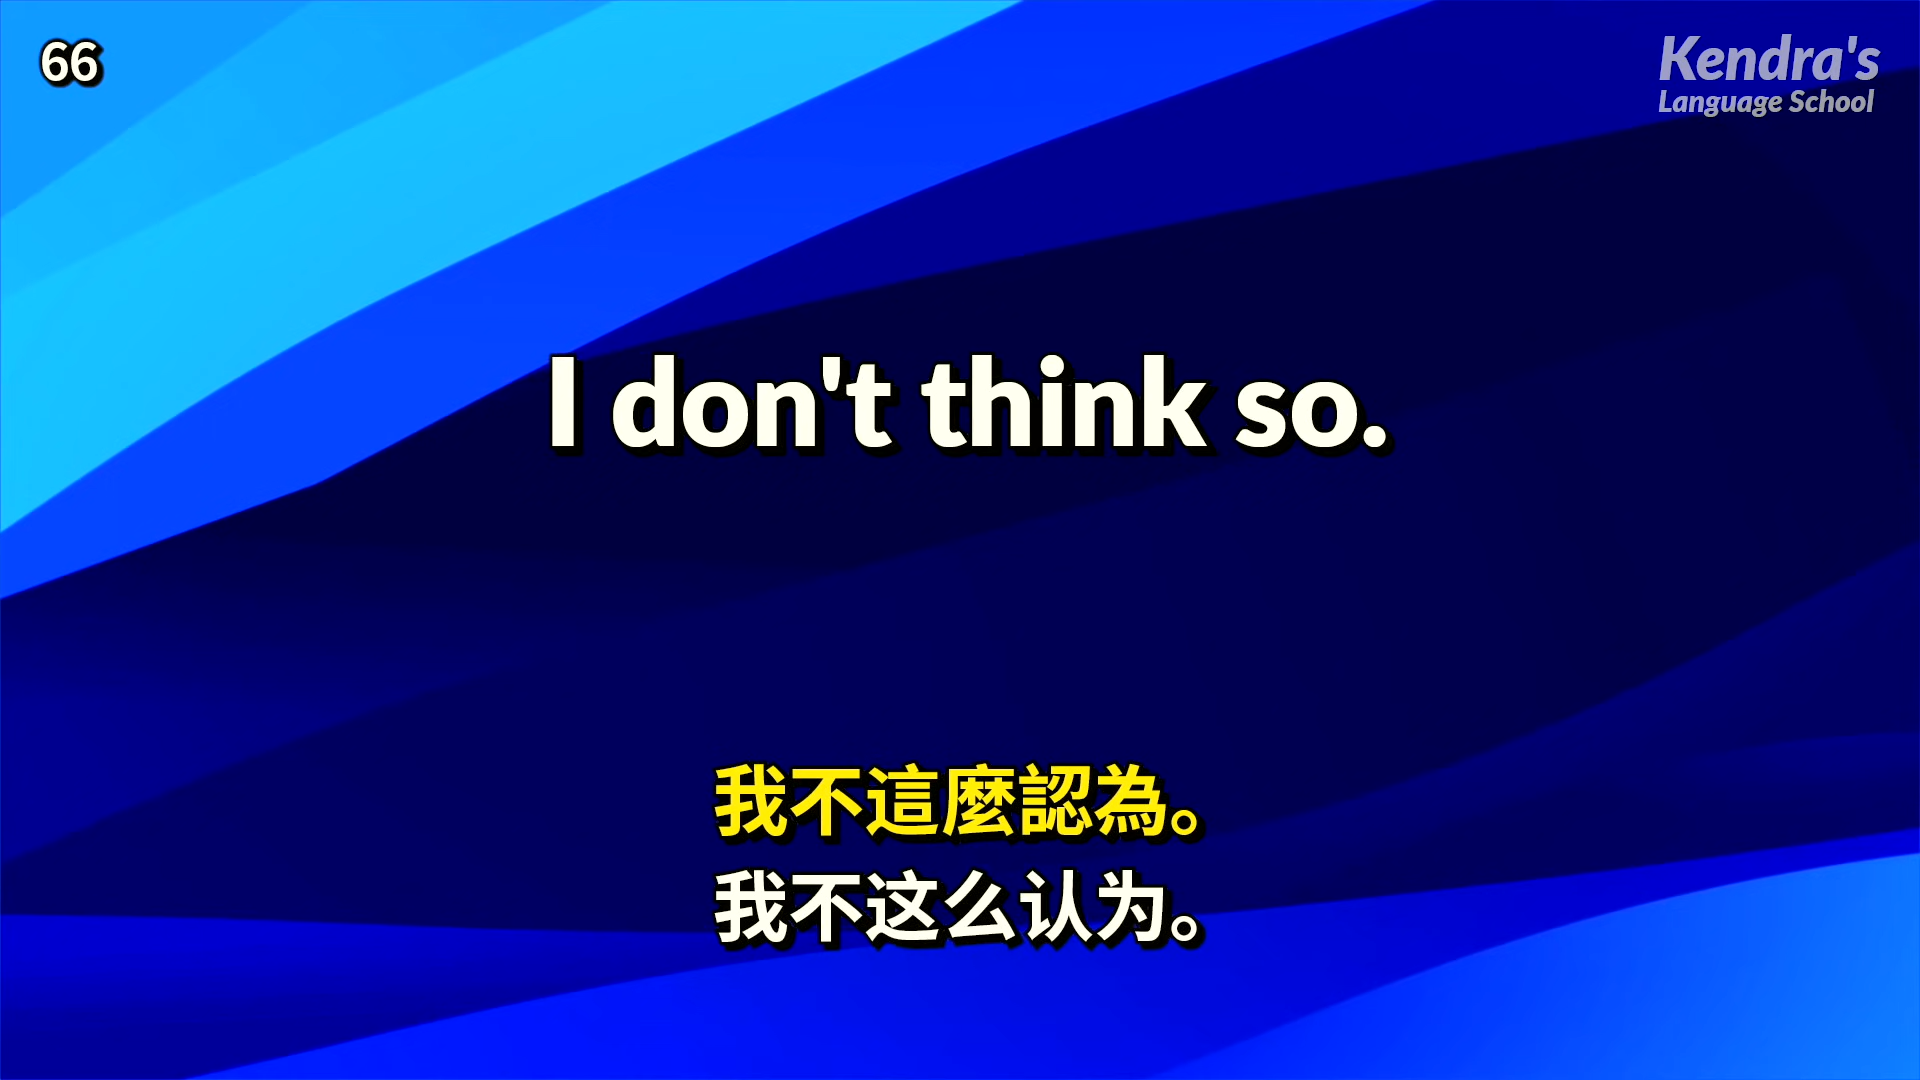 66
Kendra's
Language School
I don't think so.
我不這麼認為。
我不这么认为。